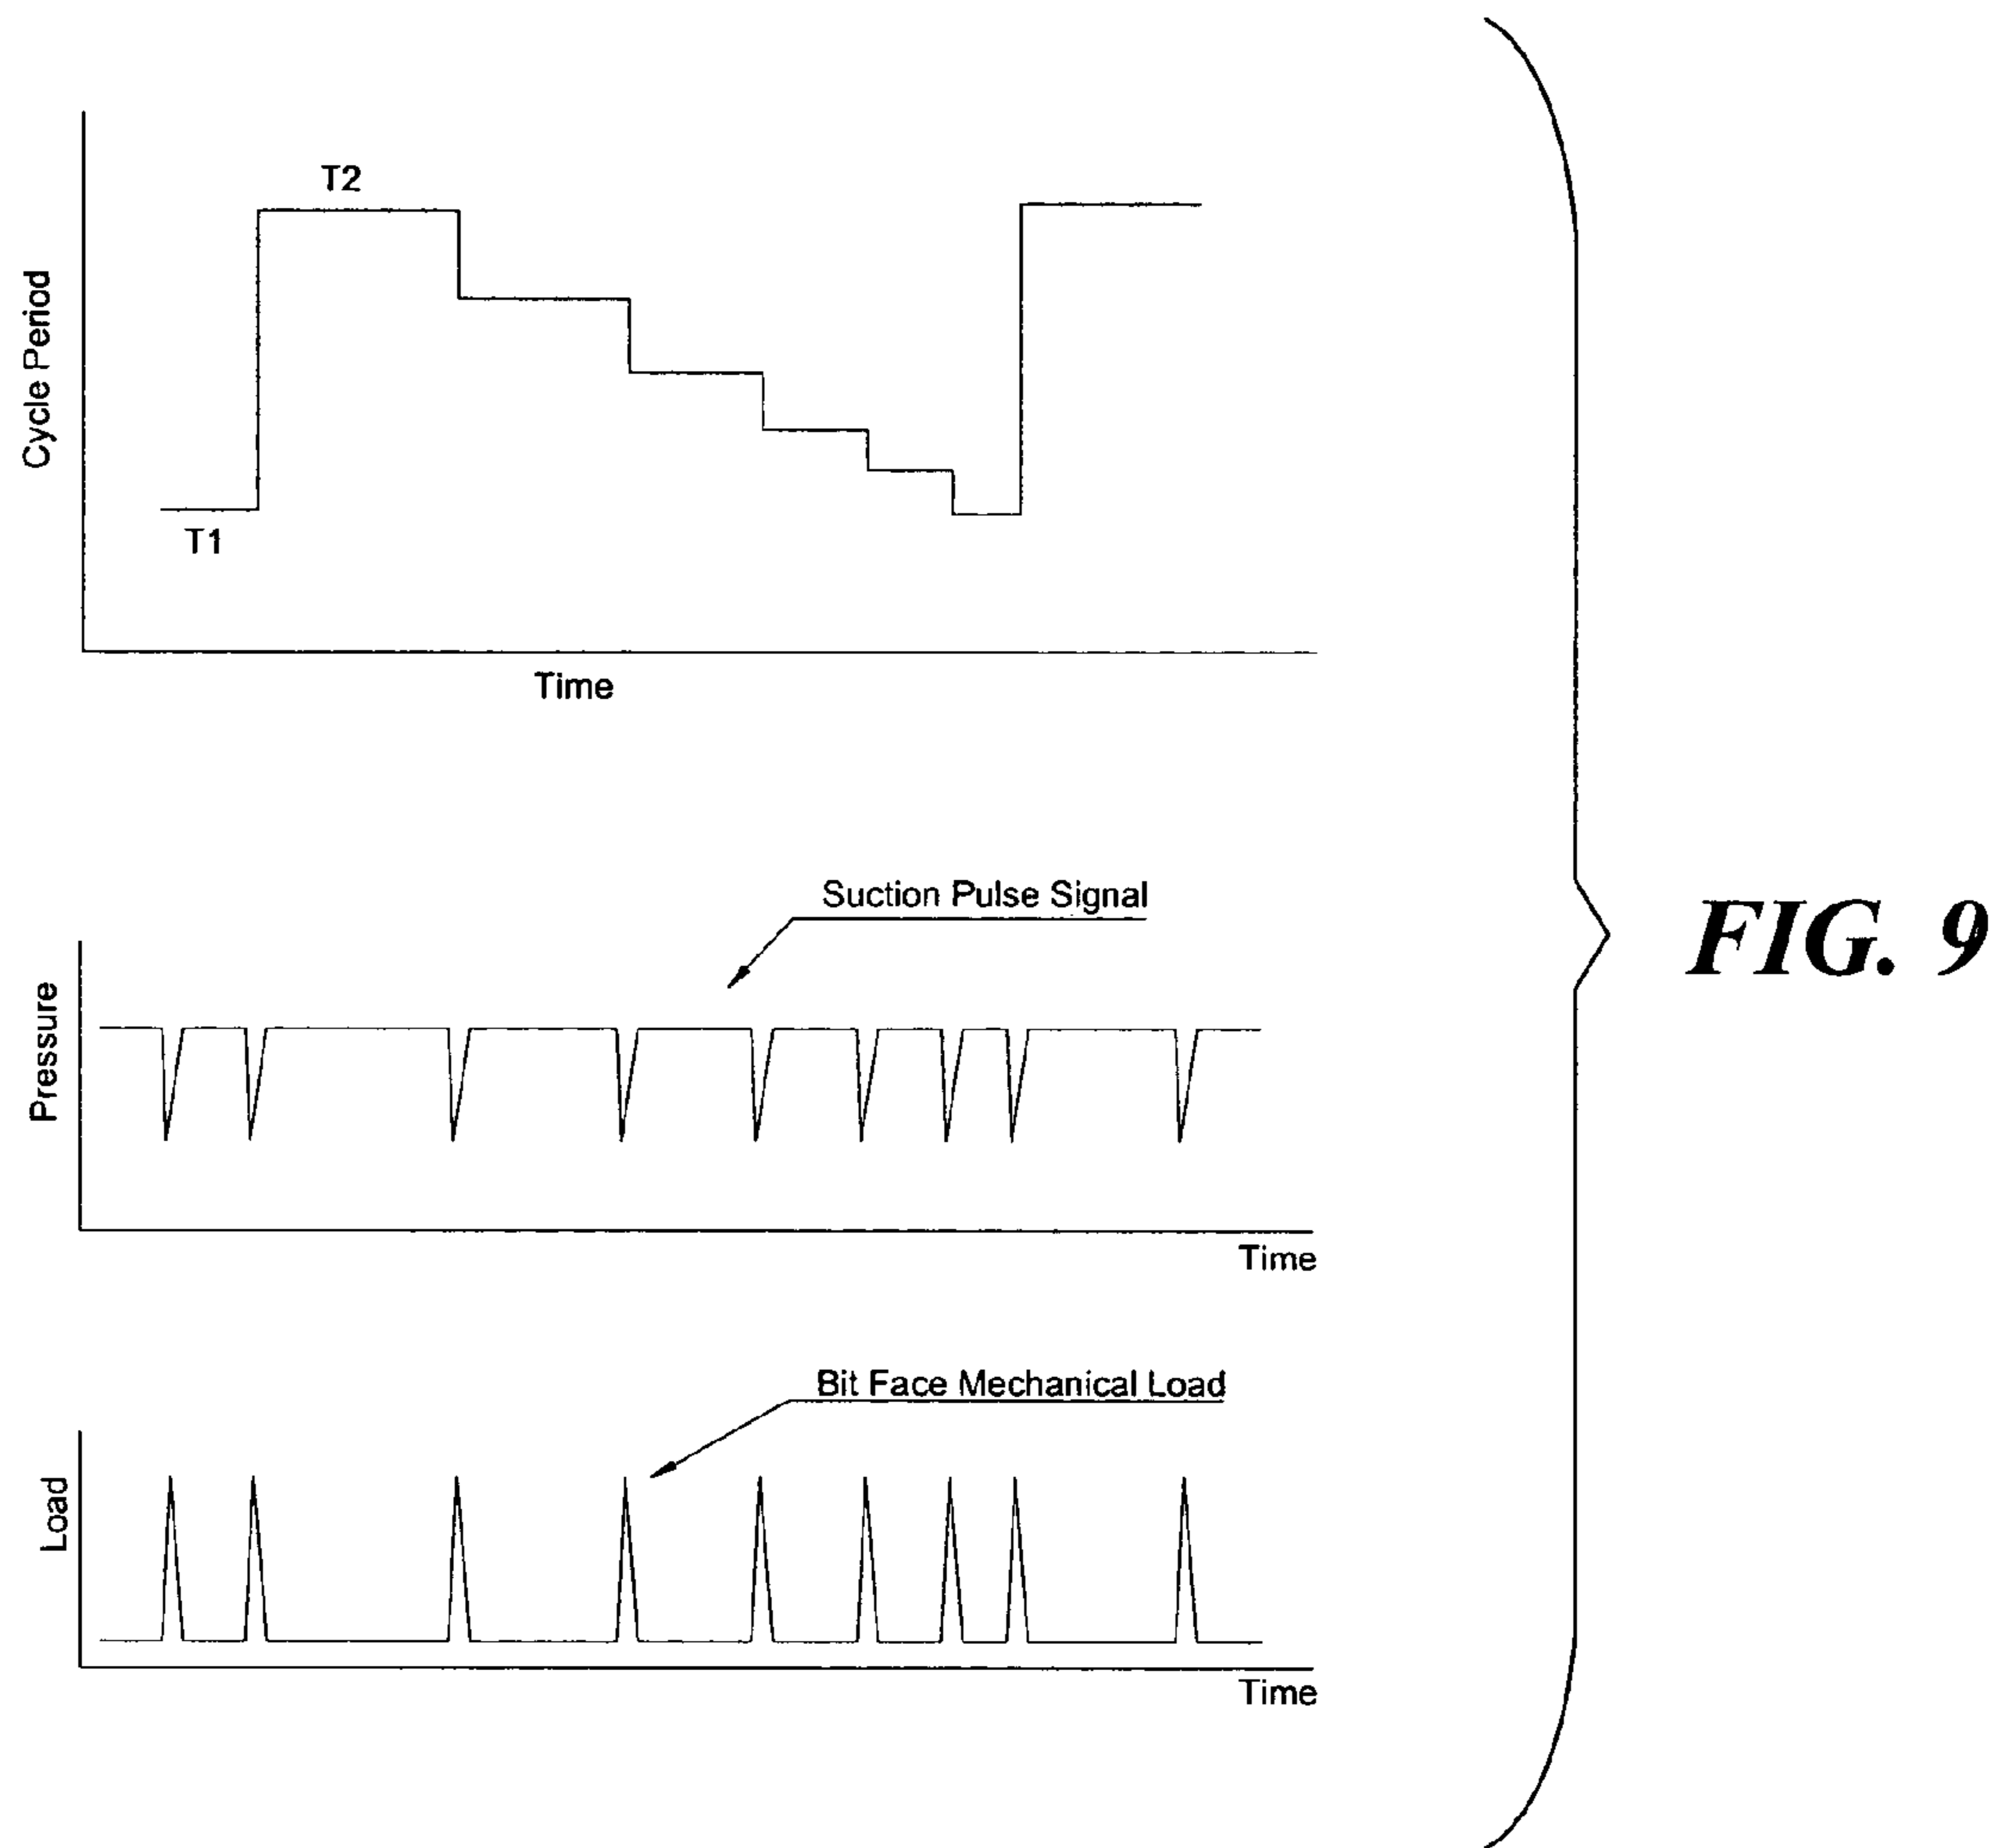 T2
Cycle Period
T1
Time
Suction Pulse Signal
Pressure
Time
Bit Face Mechanical Load
Load
Time
FIG. 9